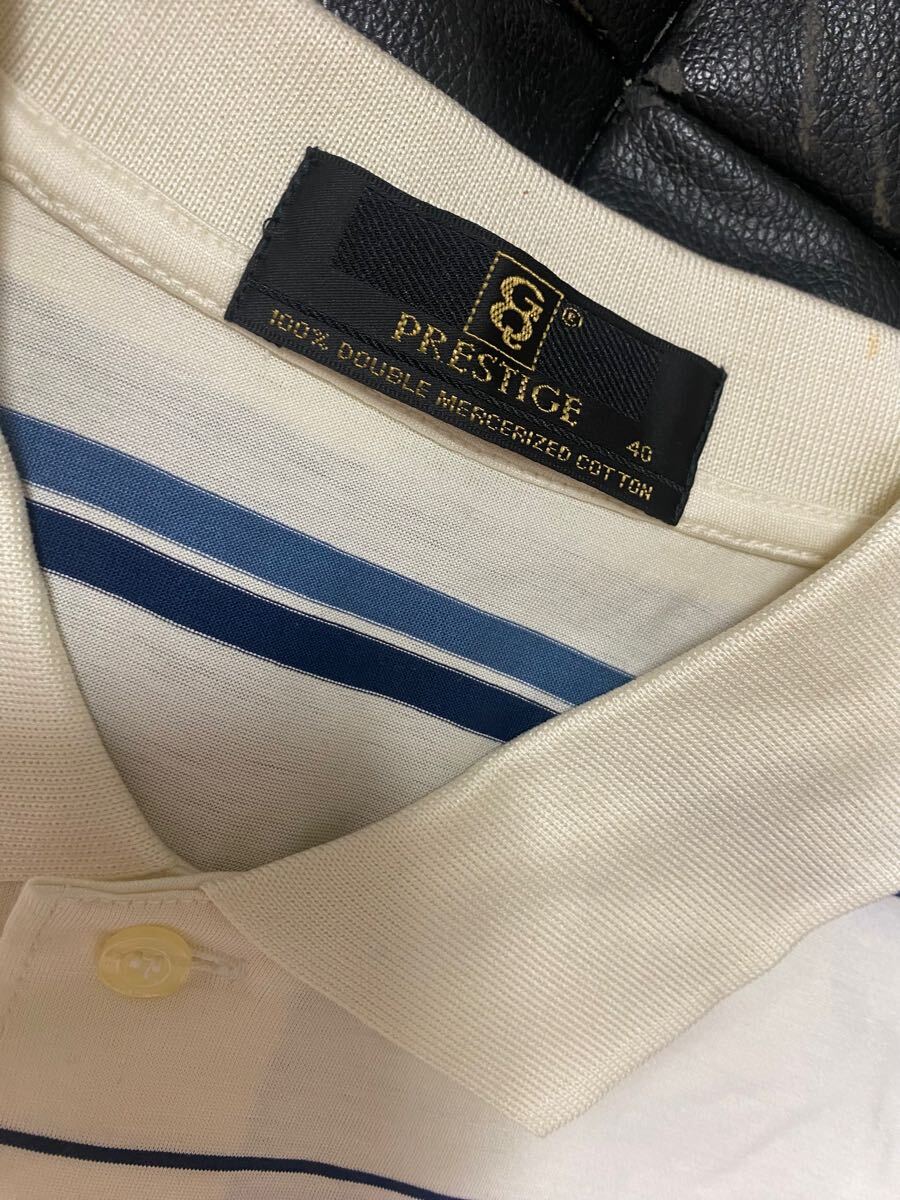 ®
PRESTIGE
40
100% DOUBLE MERCERIZED COTTON